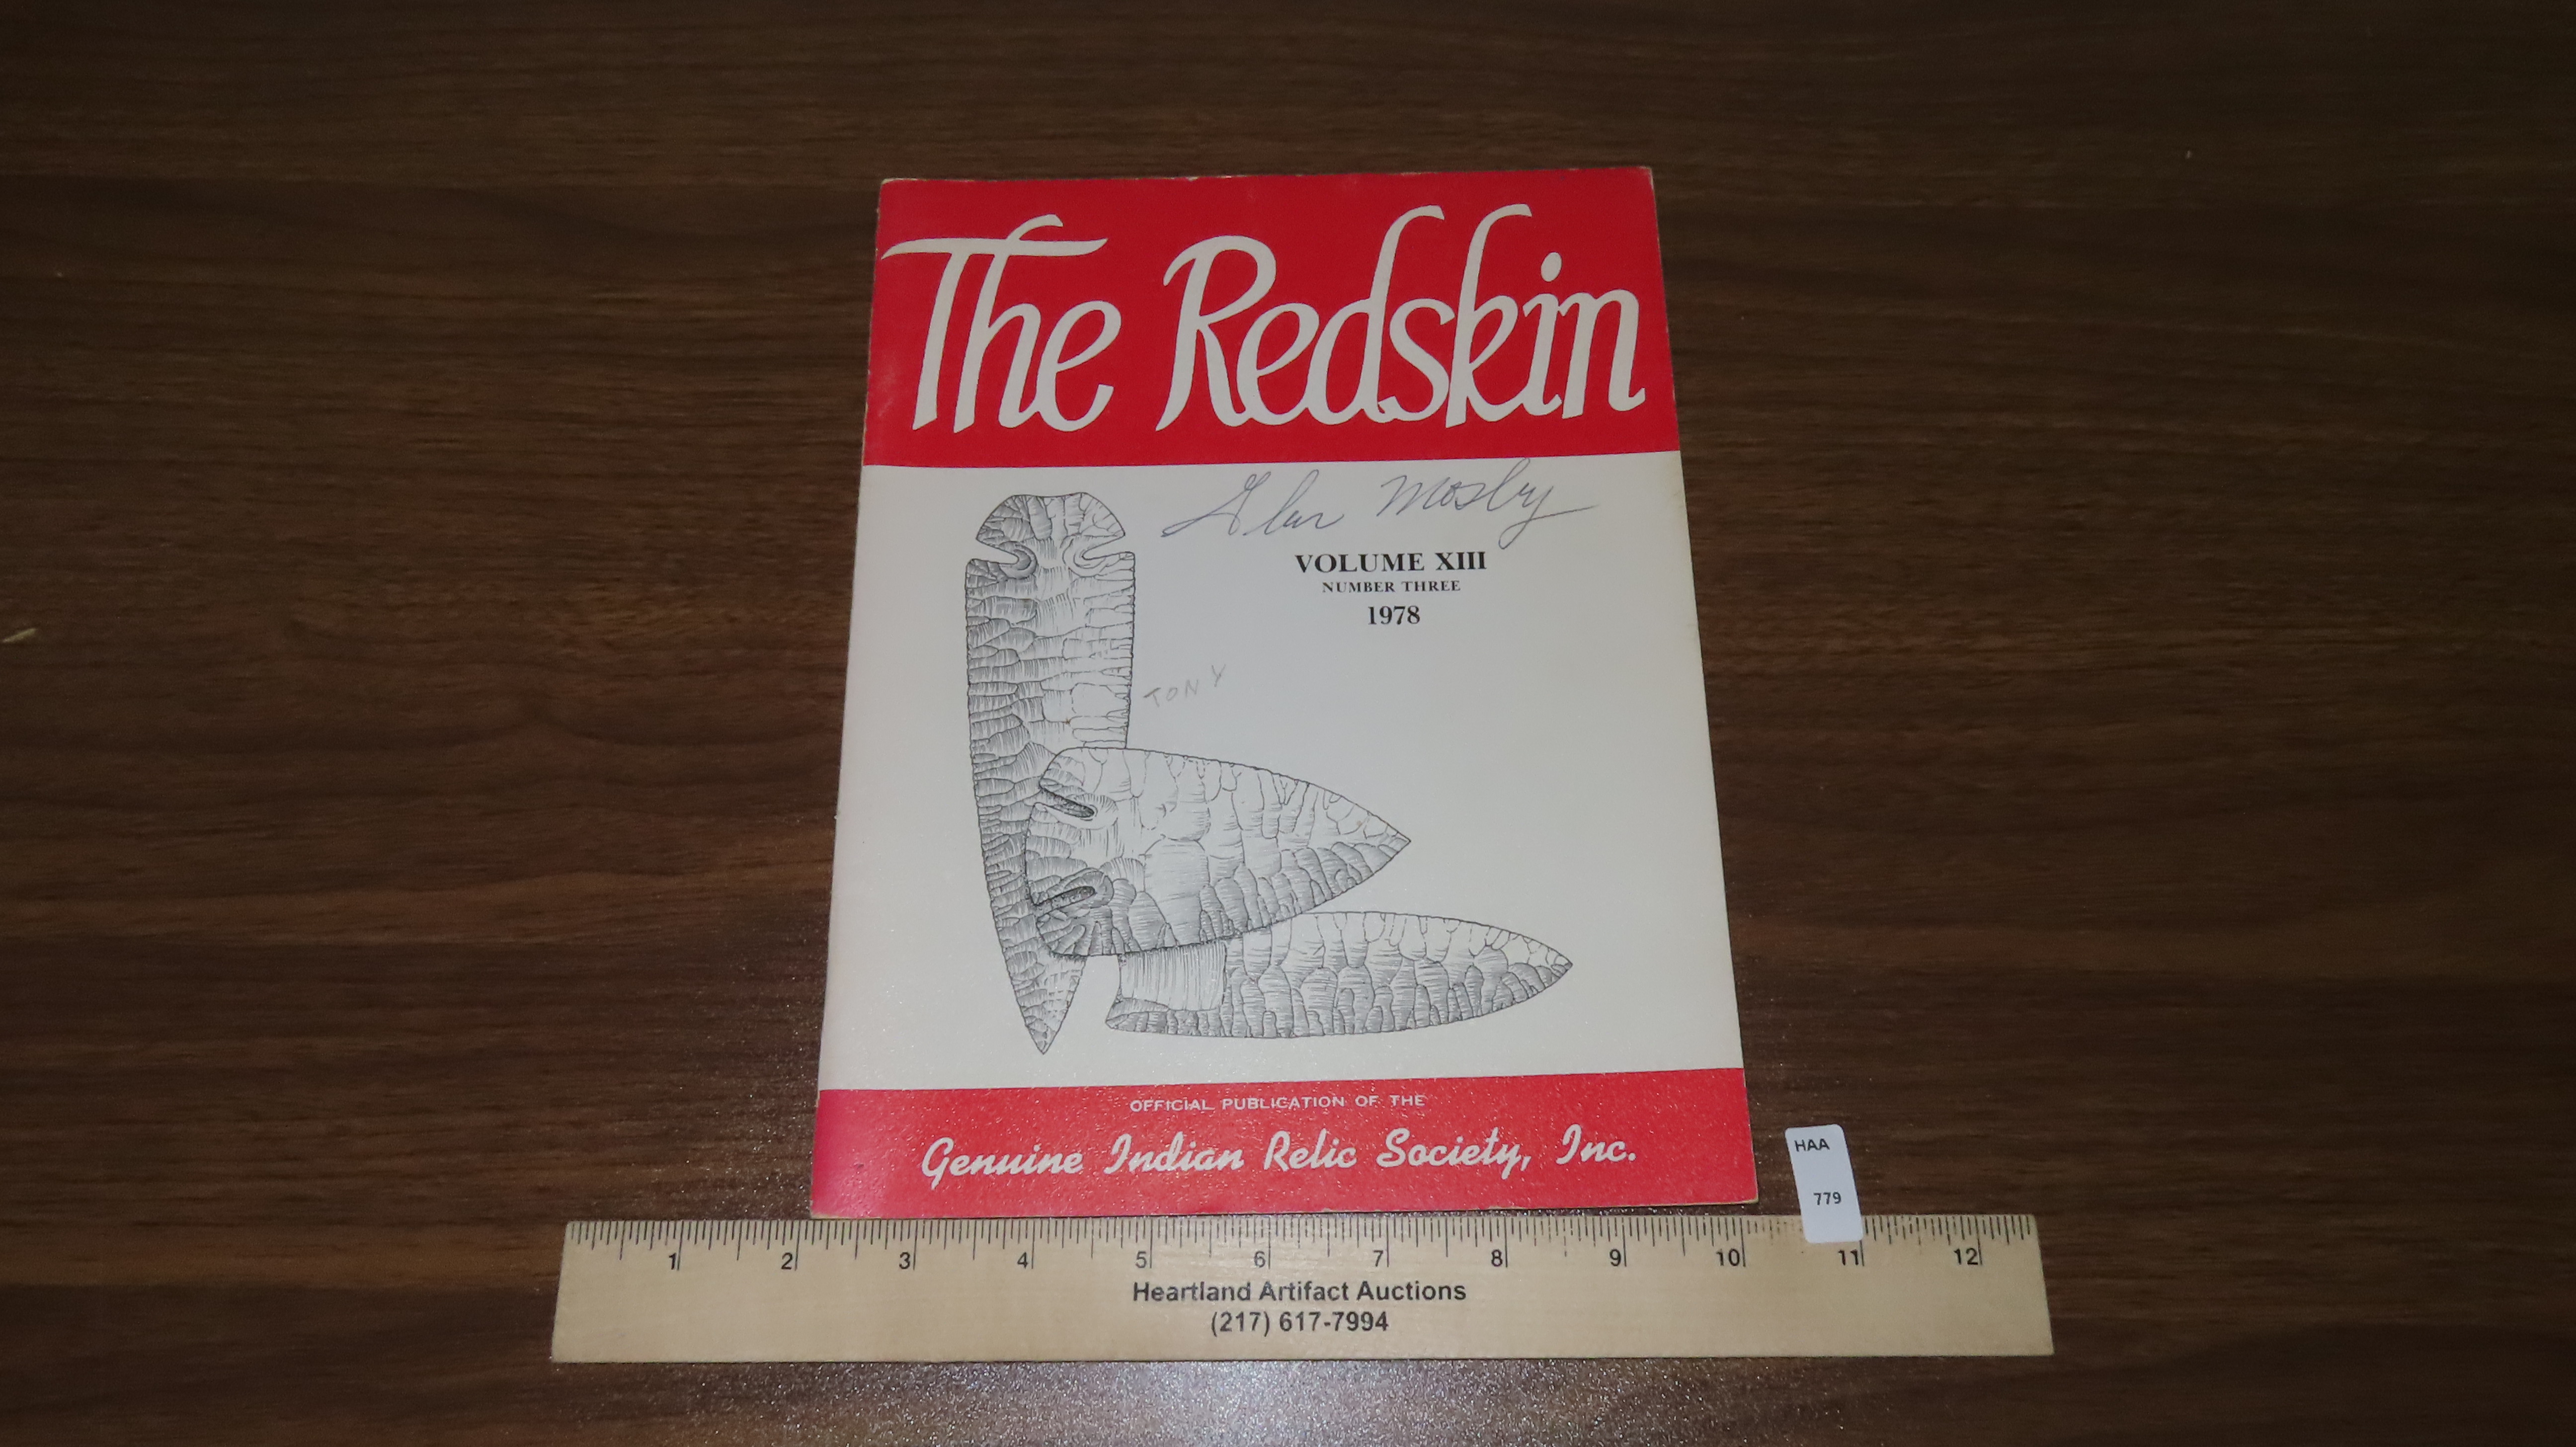 The Redskin
Glen Mosby
VOLUME XIII
NUMBER THREE
1978
TONY
OFFICIAL PUBLICATION OF THE
Genuine Indian Relic Society, Inc.
HAA
779
1 2 3 4 5 6 7 8 9 10 11 12
Heartland Artifact Auctions
(217) 617-7994